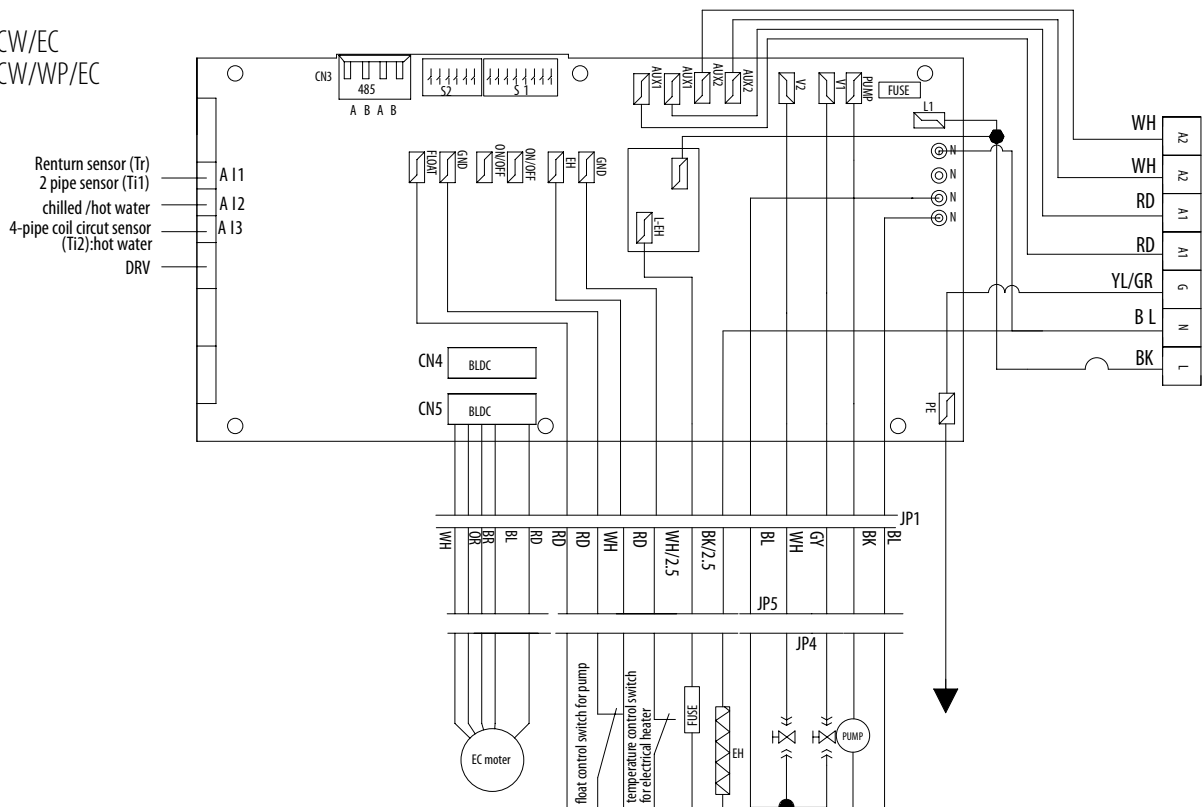 CW/EC
CW/WP/EC
CN3
485
A B A B
S2
S 1
AUX1
AUX1
AUX2
AUX2
V2
V1
PUMP
FUSE
L1
N
N
N
N
FLOAT
GND
ON/OFF
ON/OFF
EH
GND
L-EH
Renturn sensor (Tr)
2 pipe sensor (Ti1)
chilled /hot water
4-pipe coil circut sensor
(Ti2):hot water
DRV
A I1
A I2
A I3
WH
A2
WH
A2
RD
A1
RD
A1
YL/GR
G
B L
N
BK
L
CN4
BLDC
CN5
BLDC
PE
JP1
WH
OR
BR
BL
RD
RD
RD
WH
RD
WH/2.5
BK/2.5
BL
WH
GY
BK
BL
JP5
JP4
EC moter
float control switch for pump
temperature control switch
for electrical heater
FUSE
EH
PUMP